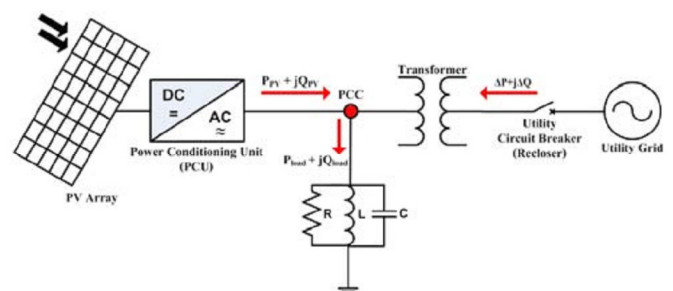 DC
=
AC
≈
PV Array
Power Conditioning Unit
(PCU)
P_PV + jQ_PV
PCC
P_load + jQ_load
R
L
C
Transformer
ΔP+jΔQ
Utility
Circuit Breaker
(Recloser)
Utility Grid